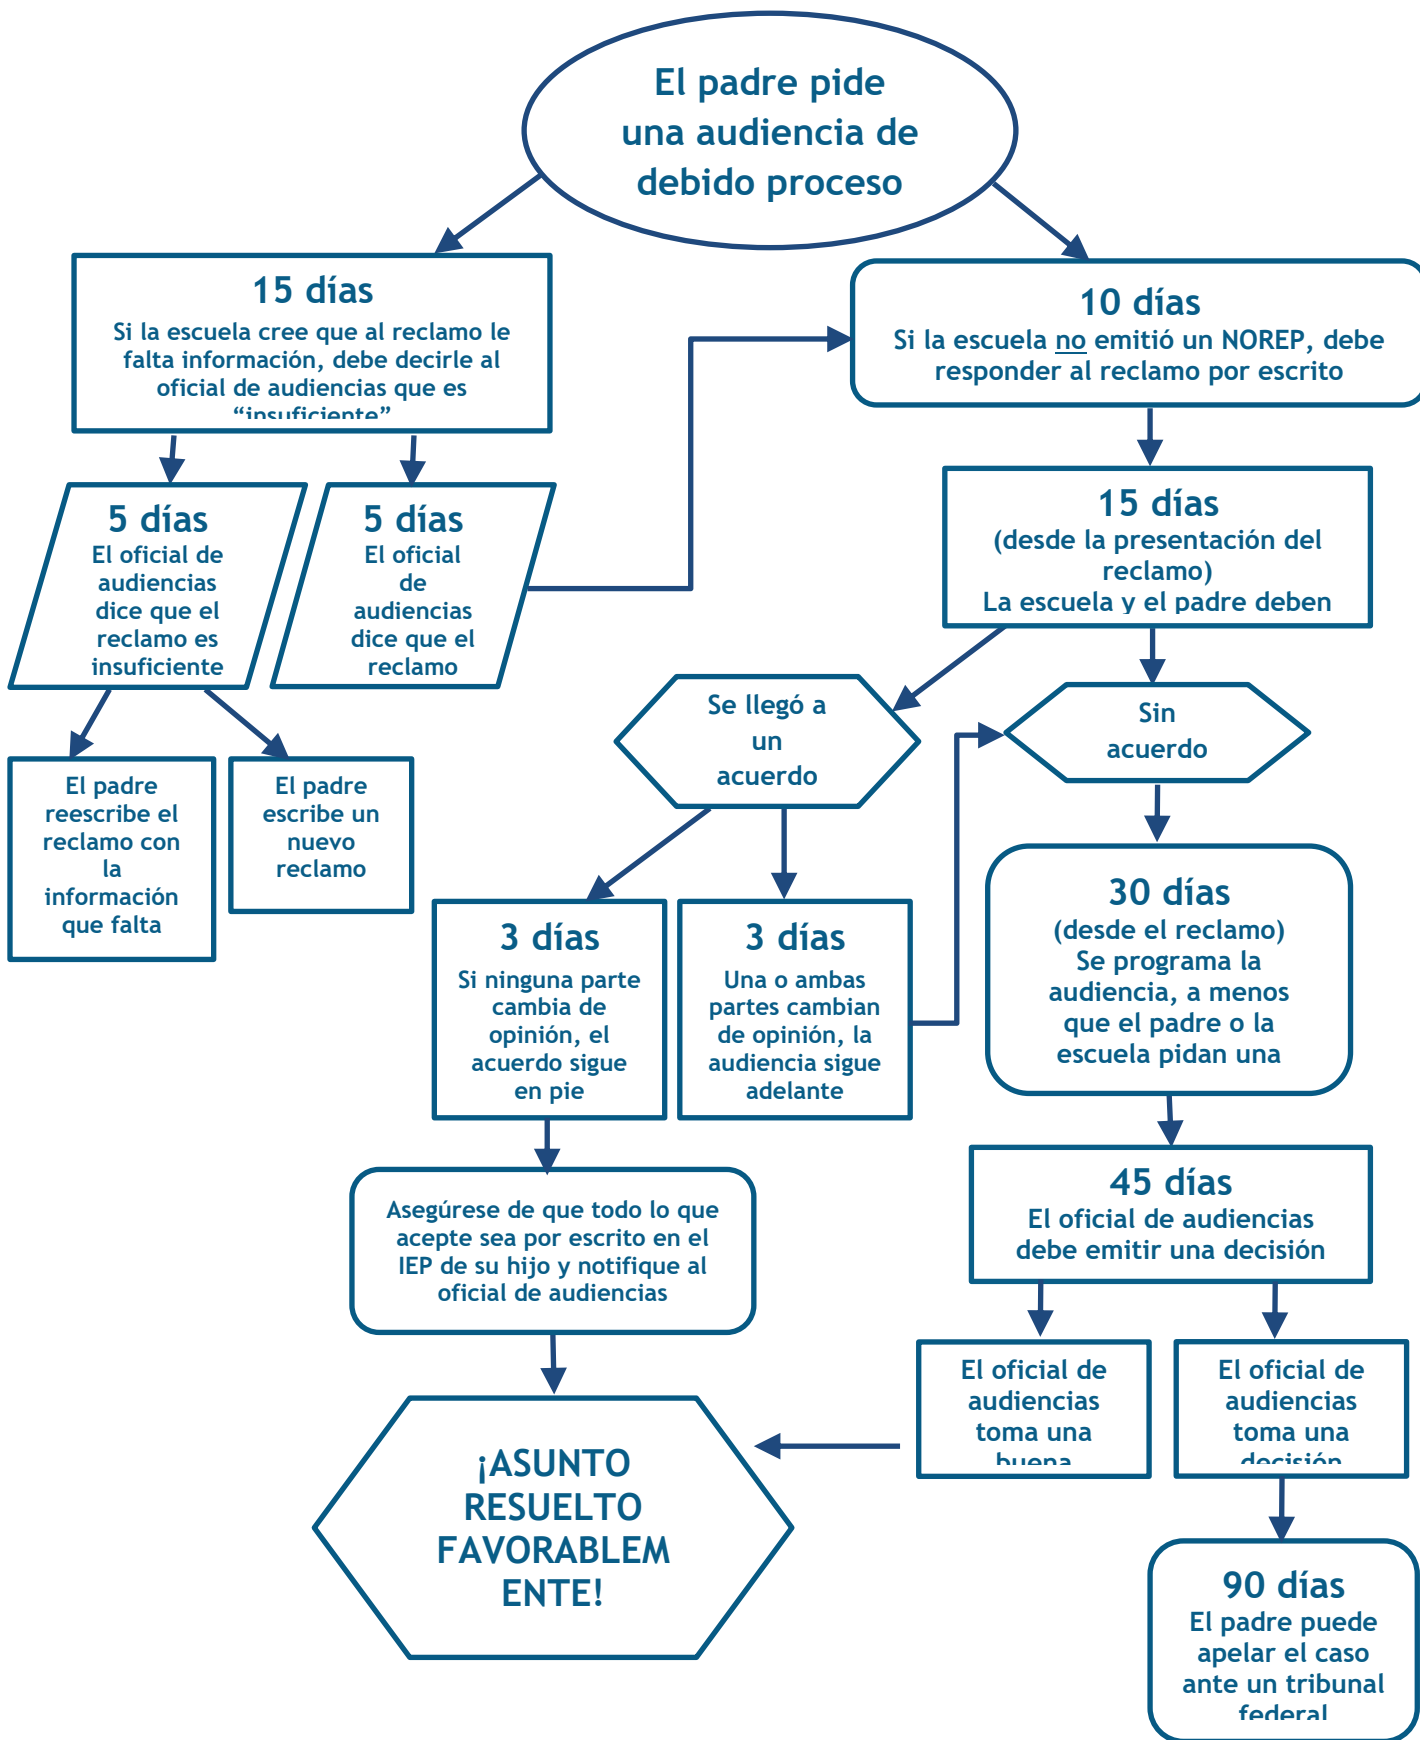 El padre pide
una audiencia de
debido proceso
15 días
Si la escuela cree que al reclamo le
falta información, debe decirle al
oficial de audiencias que es
“insuficiente”
10 días
Si la escuela no emitió un NOREP, debe
responder al reclamo por escrito
5 días
El oficial de
audiencias
dice que el
reclamo es
insuficiente
5 días
El oficial
de
audiencias
dice que el
reclamo
15 días
(desde la presentación del
reclamo)
La escuela y el padre deben
Se llegó a
un
acuerdo
Sin
acuerdo
El padre
reescribe el
reclamo con
la
información
que falta
El padre
escribe un
nuevo
reclamo
3 días
Si ninguna parte
cambia de
opinión, el
acuerdo sigue
en pie
3 días
Una o ambas
partes cambian
de opinión, la
audiencia sigue
adelante
30 días
(desde el reclamo)
Se programa la
audiencia, a menos
que el padre o la
escuela pidan una
45 días
El oficial de audiencias
debe emitir una decisión
Asegúrese de que todo lo que
acepte sea por escrito en el
IEP de su hijo y notifique al
oficial de audiencias
El oficial de
audiencias
toma una
buena
El oficial de
audiencias
toma una
decisión
¡ASUNTO
RESUELTO
FAVORABLEM
ENTE!
90 días
El padre puede
apelar el caso
ante un tribunal
federal